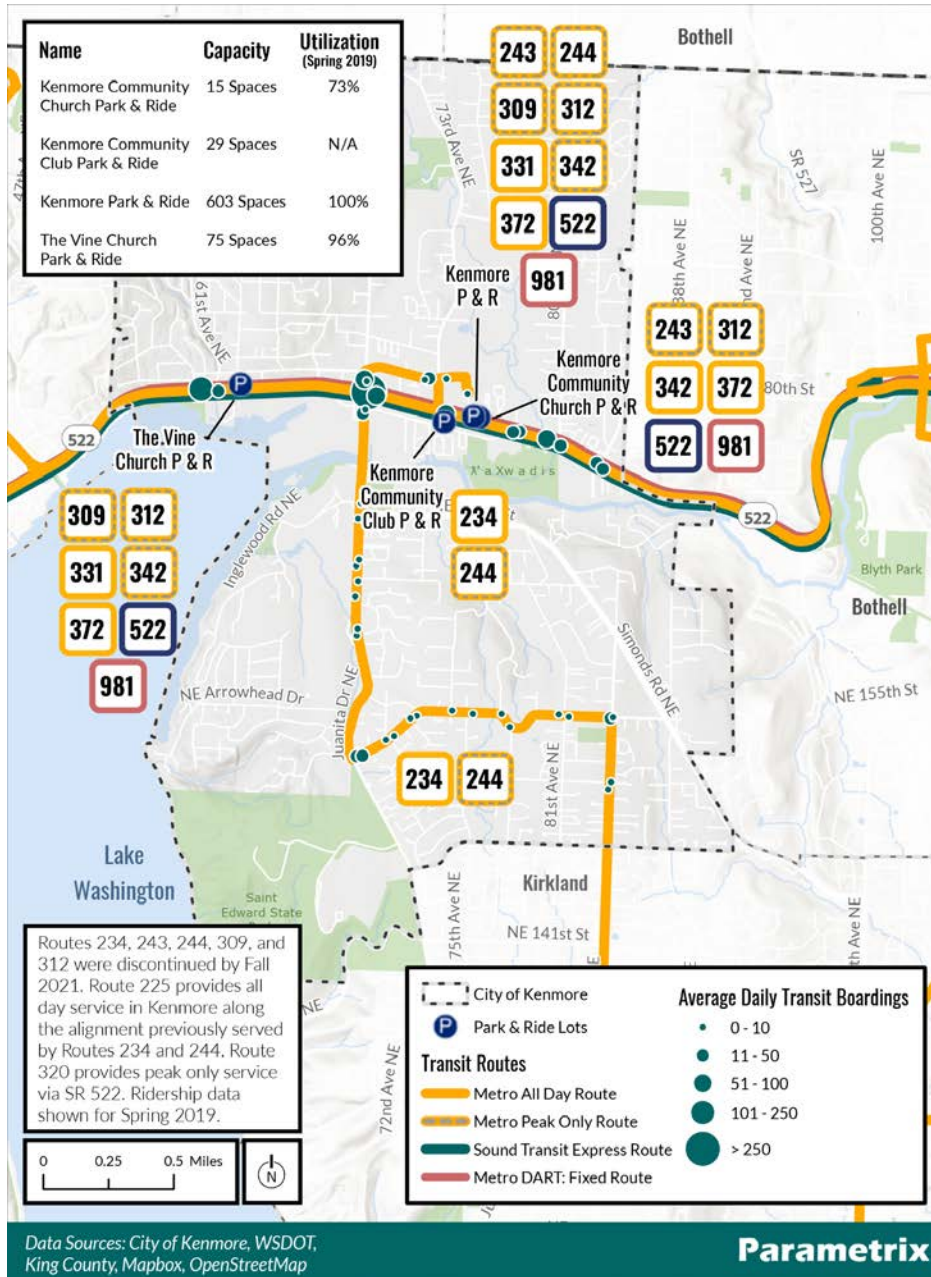 Name Capacity Utilization
(Spring 2019)
Kenmore Community
Church Park & Ride
15 Spaces 73%
Kenmore Community
Club Park & Ride
29 Spaces N/A
Kenmore Park & Ride 603 Spaces 100%
The Vine Church
Park & Ride
75 Spaces 96%
Bothell
243 244
309 312
331 342
372 522
981
47th A
73rd Ave NE
SR 527
100th Ave NE
61st Ave NE
Kenmore
P & R
80
38th Ave NE
nd Ave NE
243 312
342 372
522 981
80th St
Kenmore
Community
Church P & R
522
The Vine
Church P & R
Kenmore
Community
Club P & R
522
Inglewood Rd NE
234
244
309 312
331 342
372 522
981
Blyth Park
Bothell
Simonds Rd NE
NE 155th St
NE Arrowhead Dr
Juanita Dr NE
234 244
81st Ave NE
Lake
Washington
Saint
Edward State
Kirkland
75th Ave NE
NE 141st St
Ave NE
NE
72nd Ave NE
Routes 234, 243, 244, 309, and
312 were discontinued by Fall
2021. Route 225 provides all
day service in Kenmore along
the alignment previously served
by Routes 234 and 244. Route
320 provides peak only service
via SR 522. Ridership data
shown for Spring 2019.
0 0.25 0.5 Miles
N
City of Kenmore
P Park & Ride Lots
Transit Routes
Metro All Day Route
Metro Peak Only Route
Sound Transit Express Route
Metro DART: Fixed Route
Average Daily Transit Boardings
0 - 10
11 - 50
51 - 100
101 - 250
> 250
Data Sources: City of Kenmore, WSDOT,
King County, Mapbox, OpenStreetMap
Parametrix